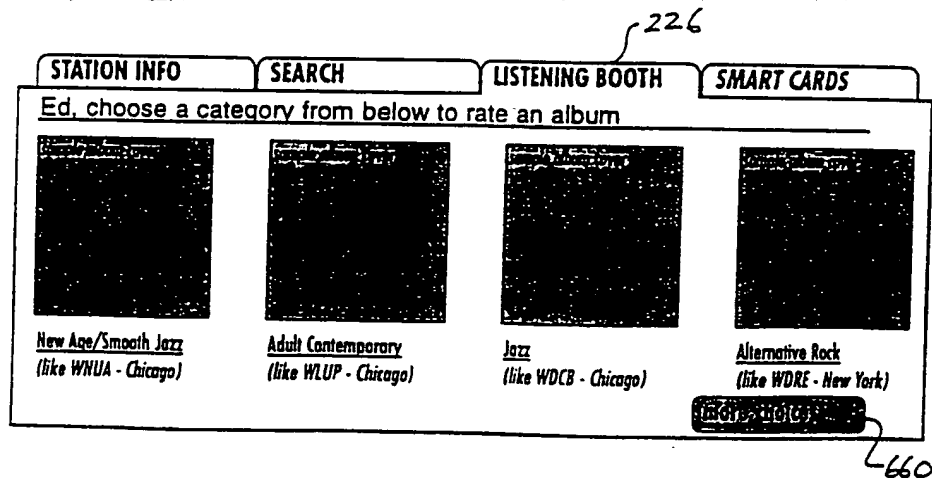 226
STATION INFO SEARCH LISTENING BOOTH SMART CARDS
Ed, choose a category from below to rate an album
New Age/Smooth Jazz Adult Contemporary Jazz Alternative Rock
(like WNUA - Chicago) (like WLUP - Chicago) (like WDCB - Chicago) (like WDRE - New York)
660